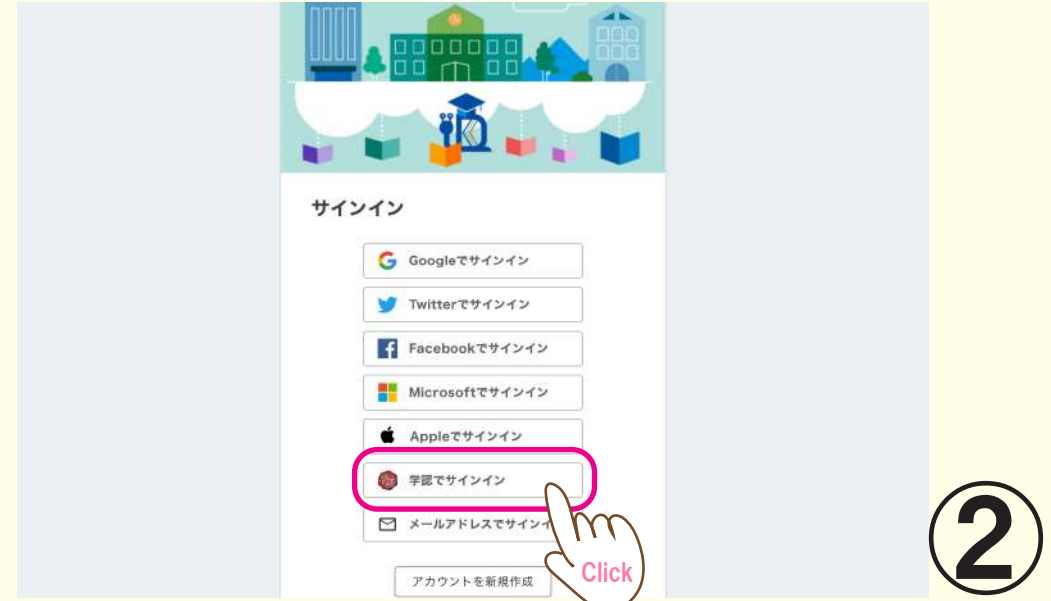 サインイン
Googleでサインイン
Twitterでサインイン
Facebookでサインイン
Microsoftでサインイン
Appleでサインイン
学認でサインイン
メールアドレスでサインイ
Click
アカウントを新規作成
②